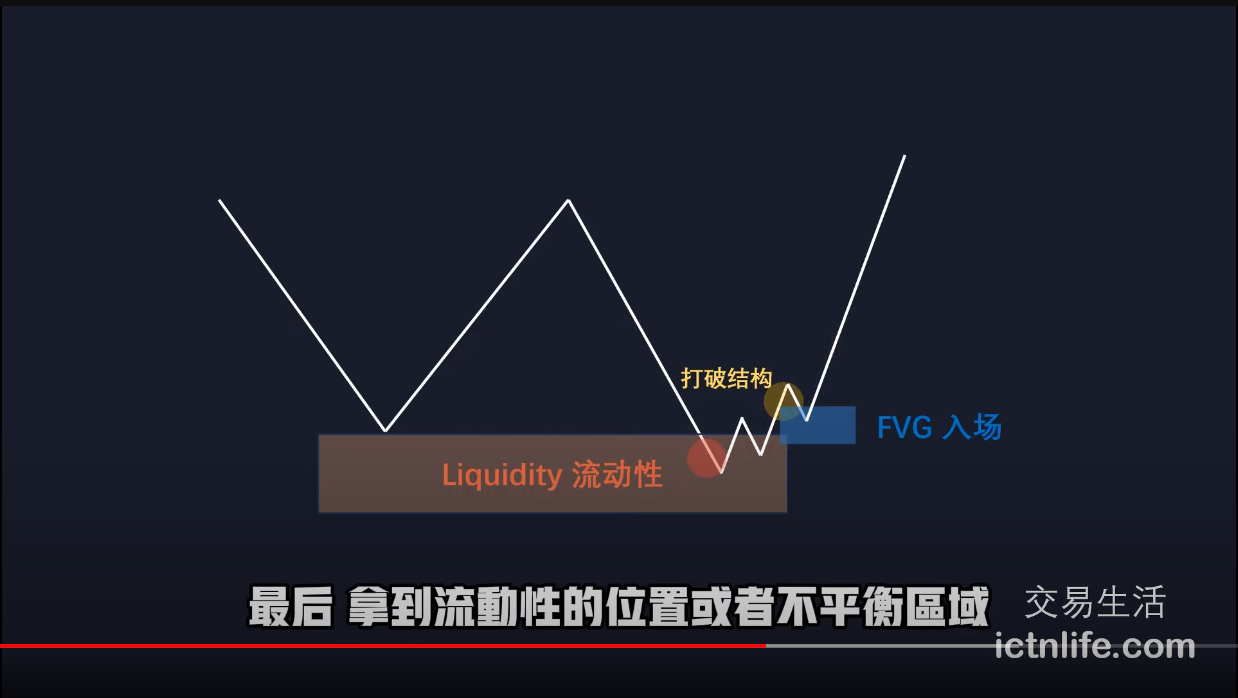 打破结构
FVG 入场
Liquidity 流动性
最后 拿到流動性的位置或者不平衡區域
交易生活
ictnlife.com